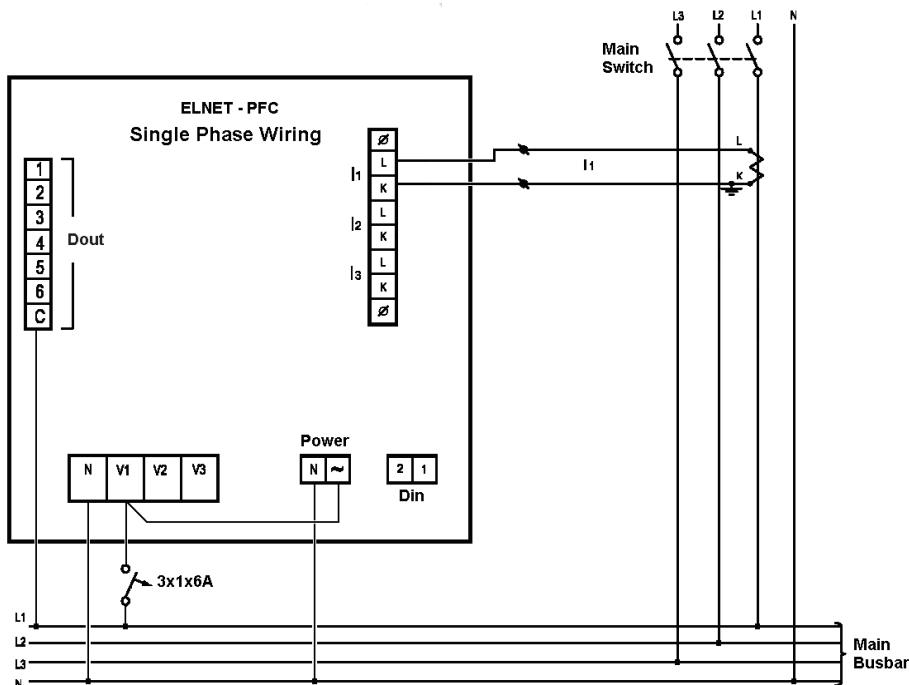 L3 L2 L1 N
Main
Switch
ELNET - PFC
Single Phase Wiring
1
2
3
4
5
6
C
Dout
Ø
L
K
L
K
L
K
Ø
I1
I2
I3
L
I1
K
Power
N V1 V2 V3
N ~
2 1
Din
3x1x6A
L1
L2
L3
N
Main
Busbar